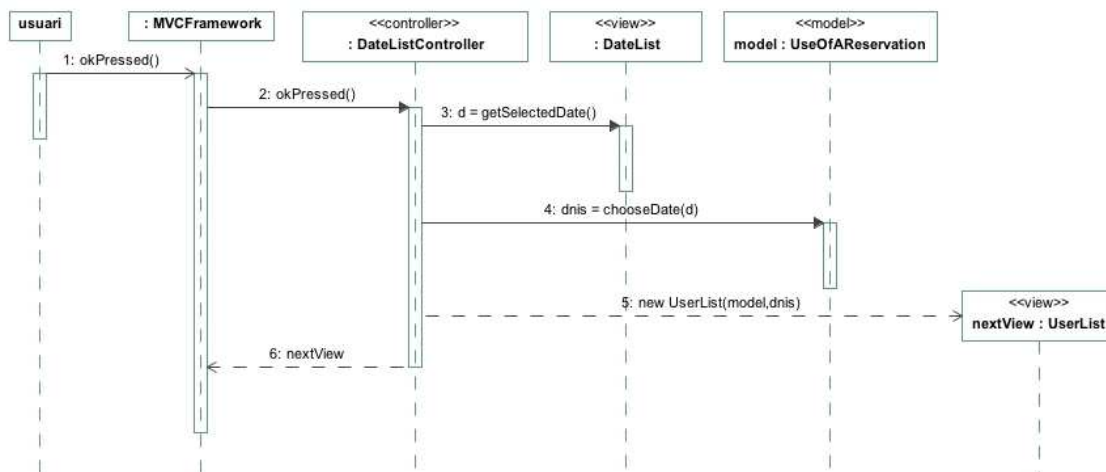 usuari
: MVCFramework
<<controller>>
: DateListController
<<view>>
: DateList
<<model>>
model : UseOfAReservation
1: okPressed()
2: okPressed()
3: d = getSelectedDate()
4: dnis = chooseDate(d)
5: new UserList(model,dnis)
<<view>>
nextView : UserList
6: nextView